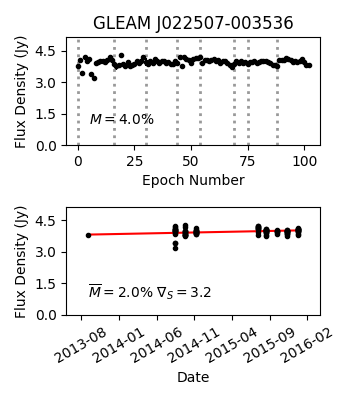 GLEAM J022507-003536
Flux Density (Jy)
4.5
3.0
1.5
0.0
M = 4.0%
0 25 50 75 100
Epoch Number
Flux Density (Jy)
4.5
3.0
1.5
0.0
M̅ = 2.0% ∇S = 3.2
2013-08 2014-01 2014-06 2014-11 2015-04 2015-09 2016-02
Date